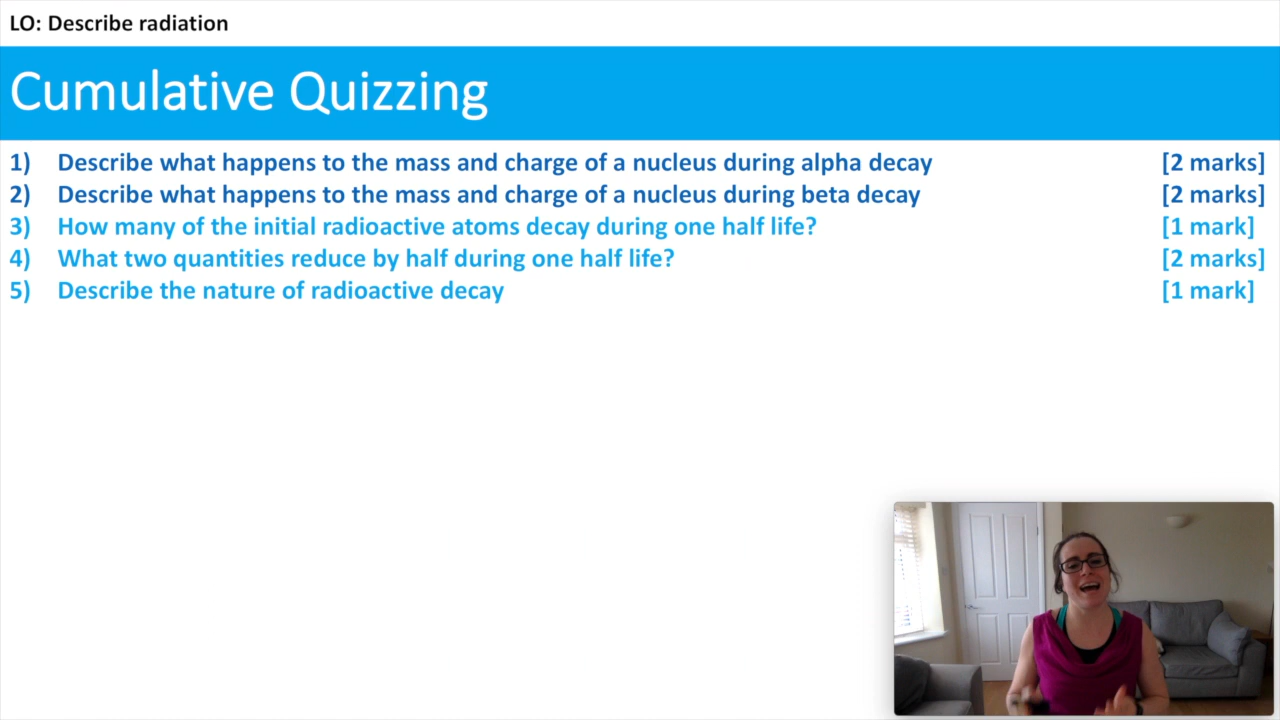 LO: Describe radiation
Cumulative Quizzing
1) Describe what happens to the mass and charge of a nucleus during alpha decay [2 marks]
2) Describe what happens to the mass and charge of a nucleus during beta decay [2 marks]
3) How many of the initial radioactive atoms decay during one half life? [1 mark]
4) What two quantities reduce by half during one half life? [2 marks]
5) Describe the nature of radioactive decay [1 mark]